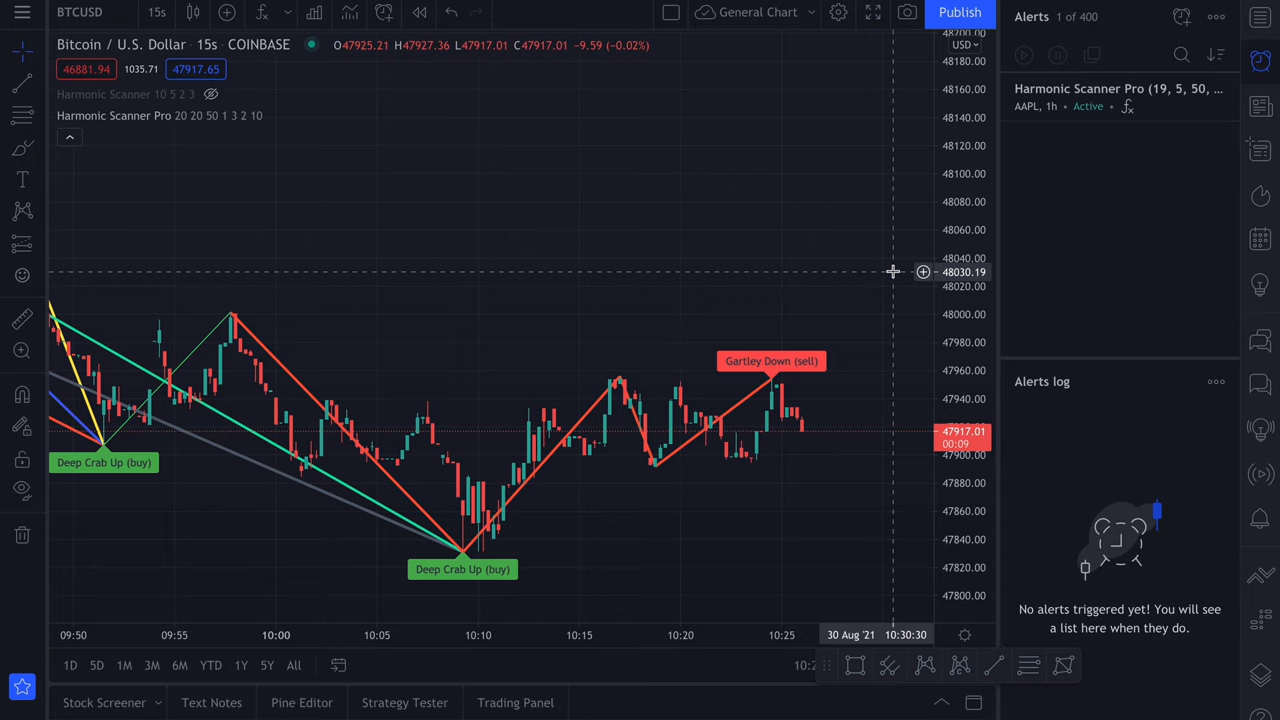 BTCUSD 15s General Chart Publish
Alerts 1 of 400
Bitcoin / U.S. Dollar · 15s · COINBASE O47925.21 H47927.36 L47917.01 C47917.01 −9.59 (−0.02%)
USD
46881.94 1035.71 47917.65
Harmonic Scanner 10 5 2 3
Harmonic Scanner Pro 20 20 50 1 3 2 10
Harmonic Scanner Pro (19, 5, 50, ...
AAPL, 1h • Active •
48200.00
48180.00
48160.00
48140.00
48120.00
48100.00
48080.00
48060.00
48040.00
48030.19
48020.00
48000.00
47980.00
47960.00
47940.00
47917.01
00:09
47900.00
47880.00
47860.00
47840.00
47820.00
47800.00
Gartley Down (sell)
Deep Crab Up (buy)
Deep Crab Up (buy)
Alerts log
No alerts triggered yet! You will see
a list here when they do.
09:50 09:55 10:00 10:05 10:10 10:15 10:20 10:25 30 Aug '21 10:30:30
1D 5D 1M 3M 6M YTD 1Y 5Y All
Stock Screener Text Notes Pine Editor Strategy Tester Trading Panel